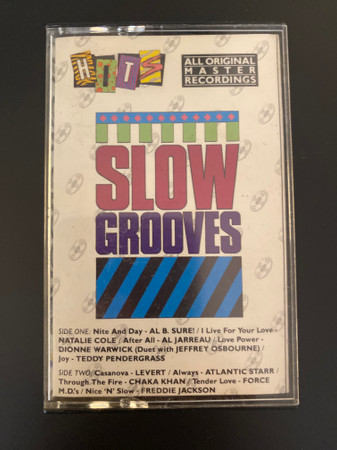 HITS
ALL ORIGINAL
MASTER
RECORDINGS
SLOW
GROOVES
SIDE ONE: Nite And Day - AL B. SURE! / I Live For Your Love -
NATALIE COLE / After All - AL JARREAU / Love Power -
DIONNE WARWICK (Duet with JEFFREY OSBOURNE) /
Joy - TEDDY PENDERGRASS
SIDE TWO: Casanova - LEVERT / Always - ATLANTIC STARR /
Through The Fire - CHAKA KHAN / Tender Love - FORCE
M.D.'s / Nice 'N' Slow - FREDDIE JACKSON